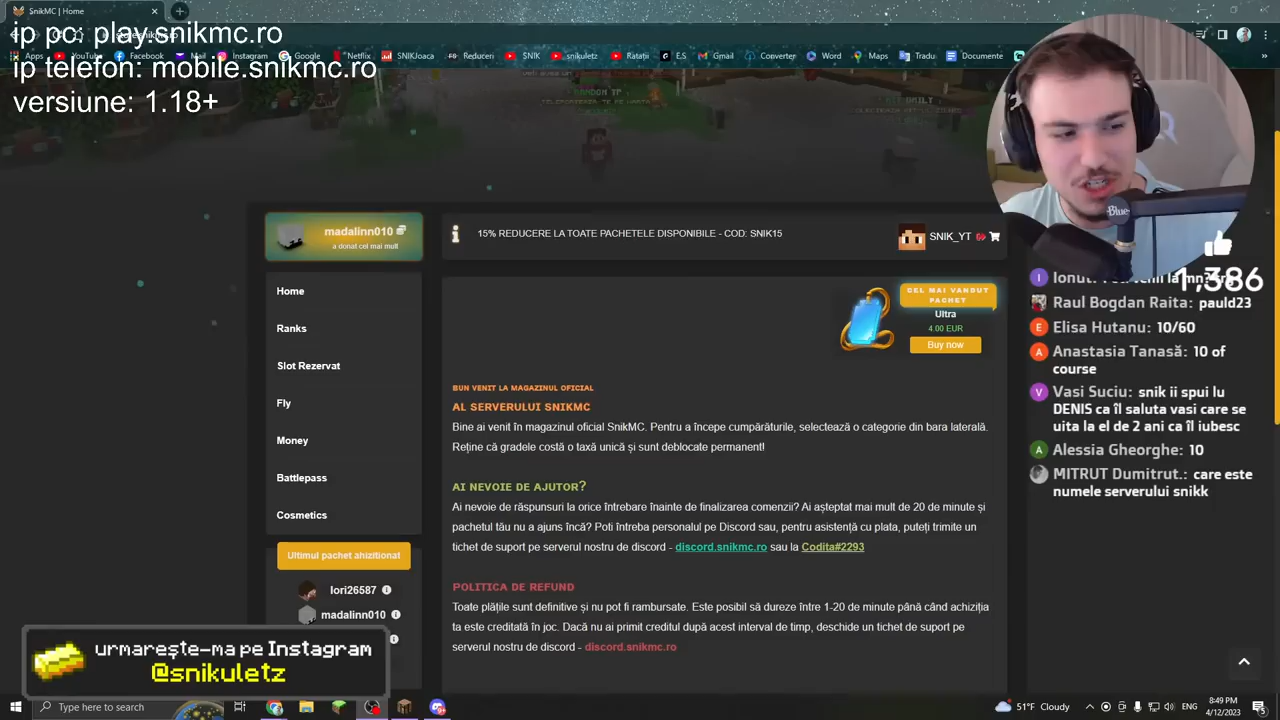 SnikMC | Home
ip pc: play.snikmc.ro
Apps YouTube Facebook Mail Instagram Google Netflix SNIKJoaca Reduceri SNIK snikuletz Ratații E.S Gmail Converter Word Maps Tradu Documente
ip telefon: mobile.snikmc.ro
versiune: 1.18+
RANDOM TP
madalinn010
a donat cel mai mult
15% REDUCERE LA TOATE PACHETELE DISPONIBILE - COD: SNIK15
SNIK_YT
Home
Ranks
Slot Rezervat
Fly
Money
Battlepass
Cosmetics
Ultimul pachet ahizitionat
lori26587
madalinn010
CEL MAI VANDUT
PACHET
Ultra
4.00 EUR
Buy now
BUN VENIT LA MAGAZINUL OFICIAL
AL SERVERULUI SNIKMC
Bine ai venit în magazinul oficial SnikMC. Pentru a începe cumpărăturile, selectează o categorie din bara laterală.
Reține că gradele costă o taxă unică și sunt deblocate permanent!
AI NEVOIE DE AJUTOR?
Ai nevoie de răspunsuri la orice întrebare înainte de finalizarea comenzii? Ai așteptat mai mult de 20 de minute și
pachetul tău nu a ajuns încă? Poti întreba personalul pe Discord sau, pentru asistență cu plata, puteți trimite un
tichet de suport pe serverul nostru de discord - discord.snikmc.ro sau la Codita#2293
POLITICA DE REFUND
Toate plățile sunt definitive și nu pot fi rambursate. Este posibil să dureze între 1-20 de minute până când achiziția
ta este creditată în joc. Dacă nu ai primit creditul după acest interval de timp, deschide un tichet de suport pe
serverul nostru de discord - discord.snikmc.ro
Blue
1,386
Raul Bogdan Raita: pauld23
Elisa Hutanu: 10/60
Anastasia Tanasă: 10 of
course
Vasi Suciu: snik ii spui lu
DENIS ca îl saluta vasi care se
uita la el de 2 ani ca îl iubesc
Alessia Gheorghe: 10
MITRUT Dumitrut.: care este
numele serverului snikk
urmarește-ma pe Instagram
@snikuletz
Type here to search
51°F Cloudy
8:49 PM
4/12/2023